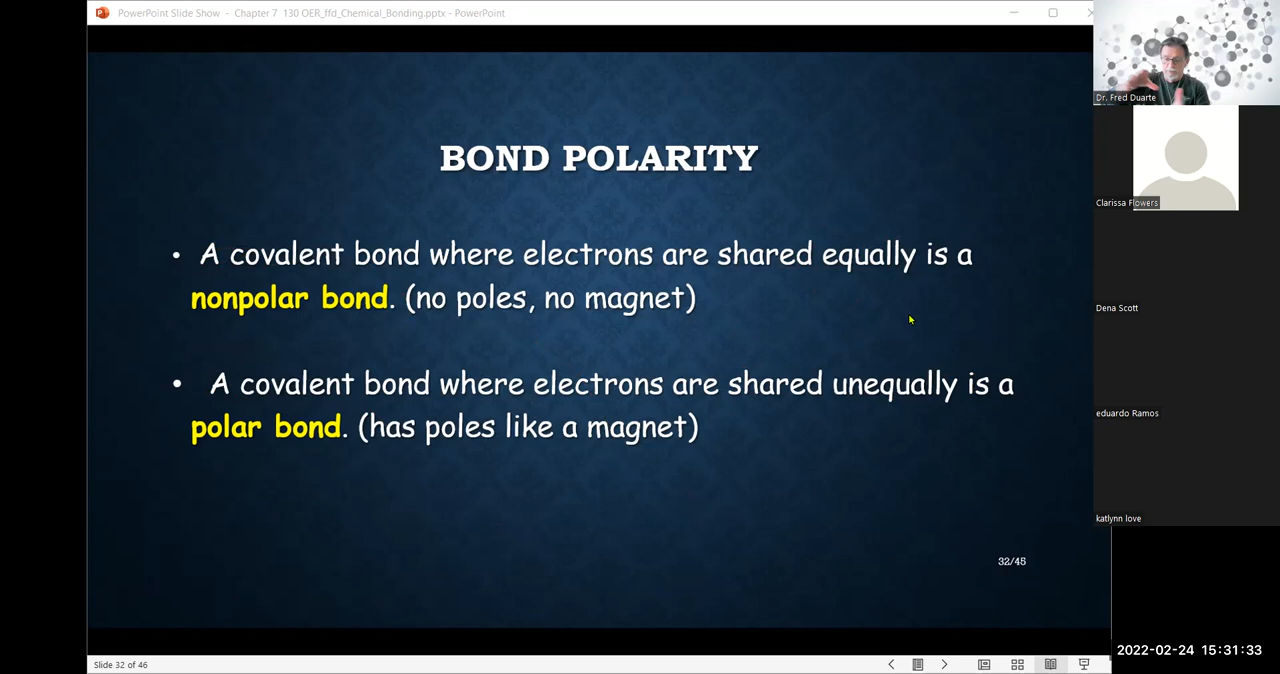 PowerPoint Slide Show - Chapter 7 130 OER_ffd_Chemical_Bonding.pptx - PowerPoint
BOND POLARITY
• A covalent bond where electrons are shared equally is a
nonpolar bond. (no poles, no magnet)
• A covalent bond where electrons are shared unequally is a
polar bond. (has poles like a magnet)
32/45
Slide 32 of 46
Dr. Fred Duarte
Clarissa Flowers
Dena Scott
eduardo Ramos
katlynn love
2022-02-24 15:31:33